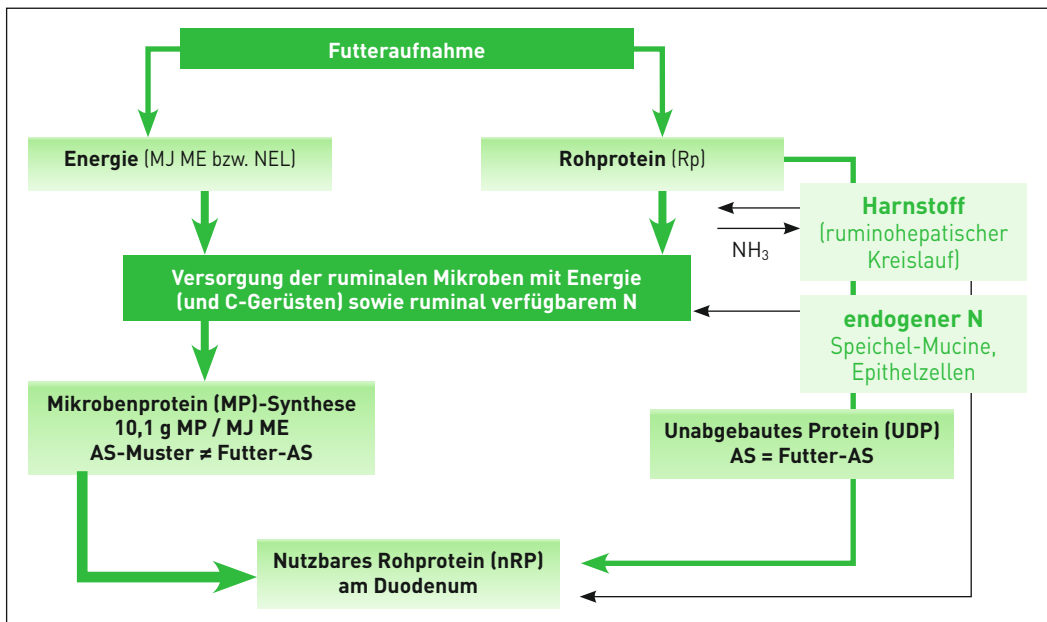 Futteraufnahme
Energie (MJ ME bzw. NEL)
Rohprotein (Rp)
Harnstoff
(ruminohepatischer
Kreislauf)
NH₃
Versorgung der ruminalen Mikroben mit Energie
(und C-Gerüsten) sowie ruminal verfügbarem N
endogener N
Speichel-Mucine,
Epithelzellen
Mikrobenprotein (MP)-Synthese
10,1 g MP / MJ ME
AS-Muster ≠ Futter-AS
Unabgebautes Protein (UDP)
AS = Futter-AS
Nutzbares Rohprotein (nRP)
am Duodenum